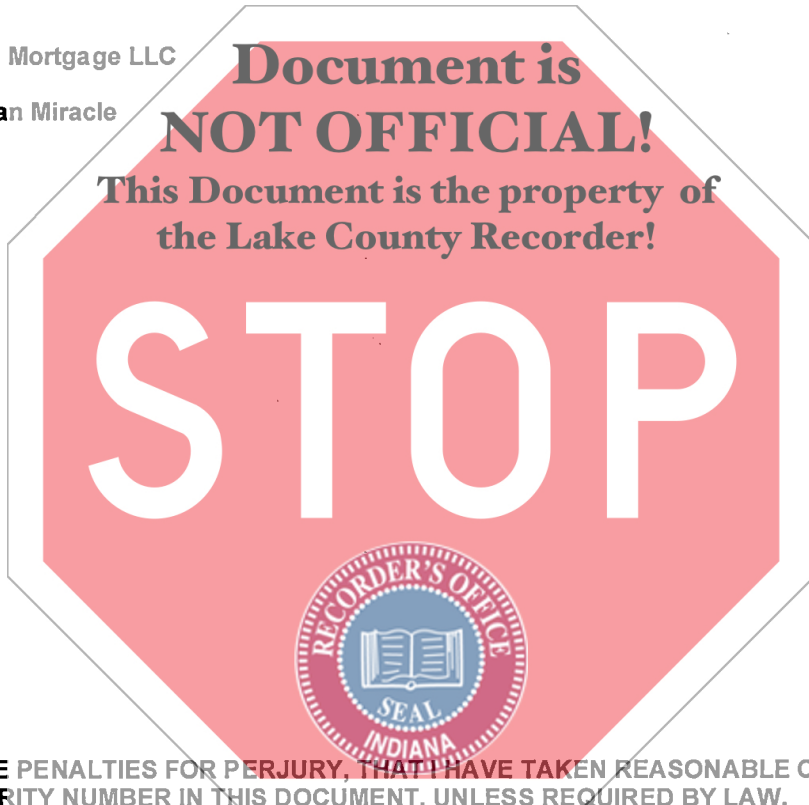 Mortgage LLC
Document is
an Miracle
NOT OFFICIAL!
This Document is the property of
the Lake County Recorder!
STOP
RECORDER'S OFFICE
SEAL
INDIANA
E PENALTIES FOR PERJURY, THAT I HAVE TAKEN REASONABLE C
RITY NUMBER IN THIS DOCUMENT, UNLESS REQUIRED BY LAW.